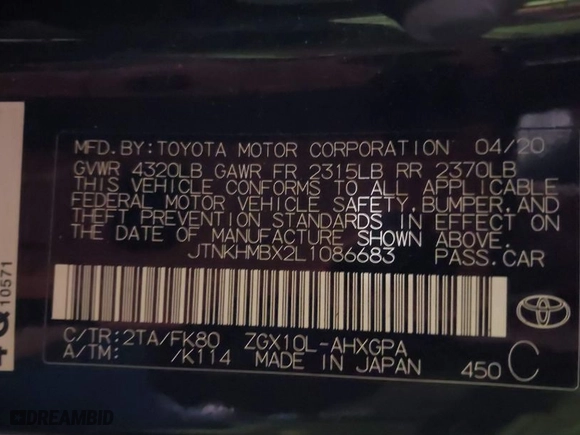 MFD.BY:TOYOTA MOTOR CORPORATION 04/20
GVWR 4320LB GAWR FR 2315LB RR 2370LB
THIS VEHICLE CONFORMS TO ALL APPLICABLE
FEDERAL MOTOR VEHICLE SAFETY,BUMPER,AND
THEFT PREVENTION STANDARDS IN EFFECT ON
THE DATE OF MANUFACTURE SHOWN ABOVE.
JTNKHMBX2L1086683 PASS.CAR
C/TR:2TA/FK80 ZGX10L-AHXGPA
A/TM: /K114 MADE IN JAPAN 450 C
TOYOTA
10571
DREAMBID